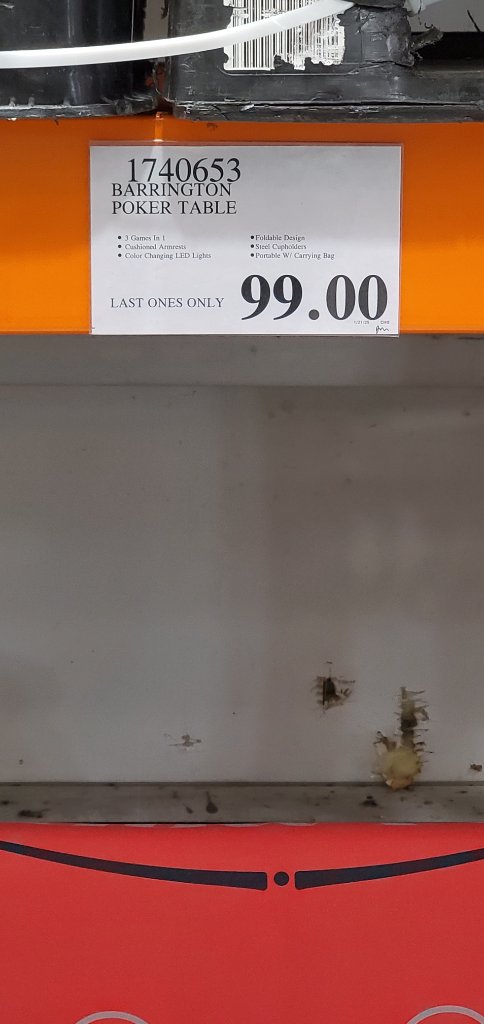 1740653
BARRINGTON
POKER TABLE
• 3 Games In 1
• Cushioned Armrests
• Color Changing LED Lights
• Foldable Design
• Steel Cupholders
• Portable W/ Carrying Bag
LAST ONES ONLY 99.00